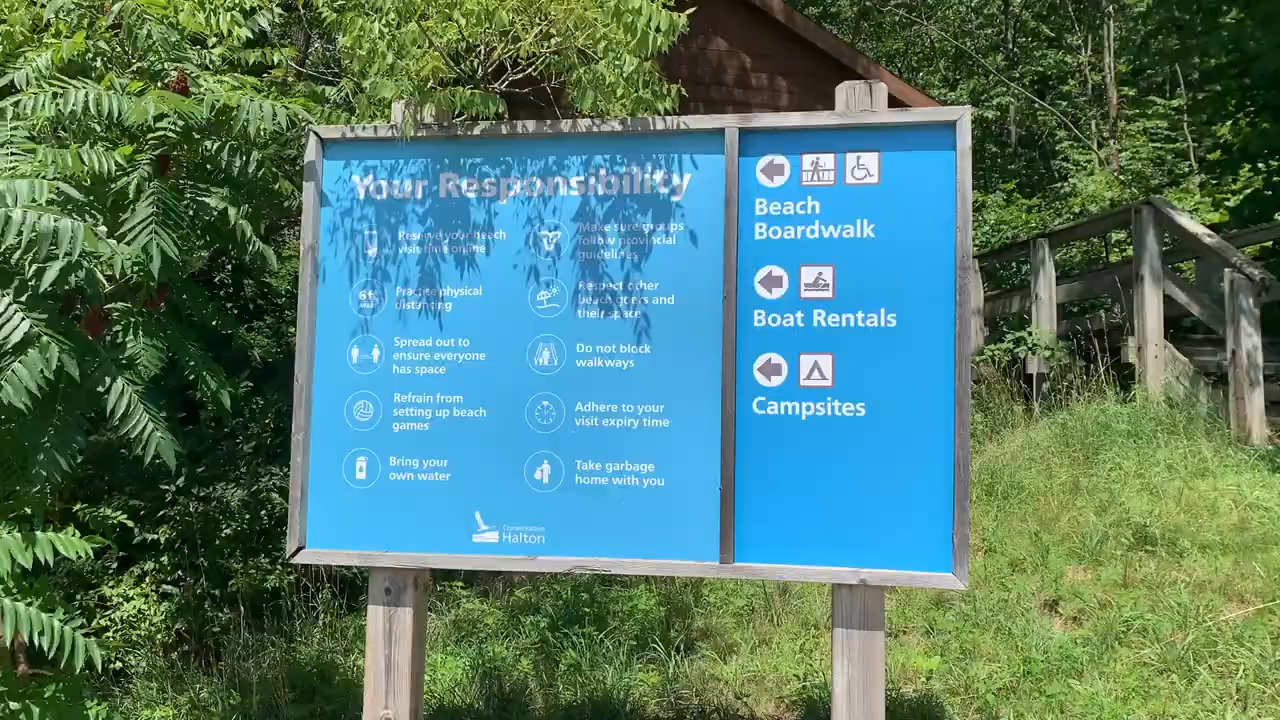 Your Responsibility
Reserve your beach
visit time online
Practice physical
distancing
Spread out to
ensure everyone
has space
Refrain from
setting up beach
games
Bring your
own water
Make sure groups
follow provincial
guidelines
Respect other
beach goers and
their space
Do not block
walkways
Adhere to your
visit expiry time
Take garbage
home with you
Conservation
Halton
Beach
Boardwalk
Boat Rentals
Campsites